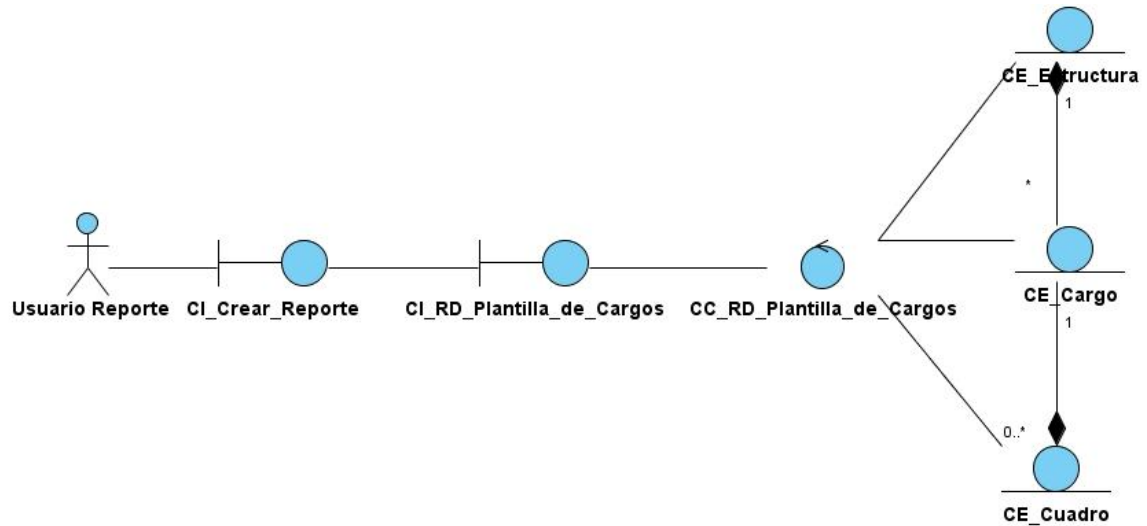 CE_Estructura
1
*
Usuario Reporte
CI_Crear_Reporte
CI_RD_Plantilla_de_Cargos
CC_RD_Plantilla_de_Cargos
CE_Cargo
1
0..*
CE_Cuadro